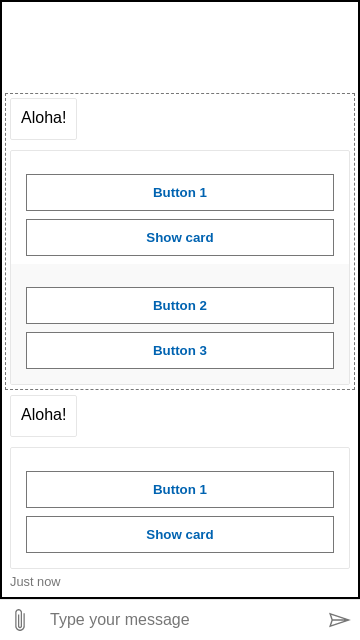 Aloha!
Button 1
Show card
Button 2
Button 3
Aloha!
Button 1
Show card
Just now
Type your message